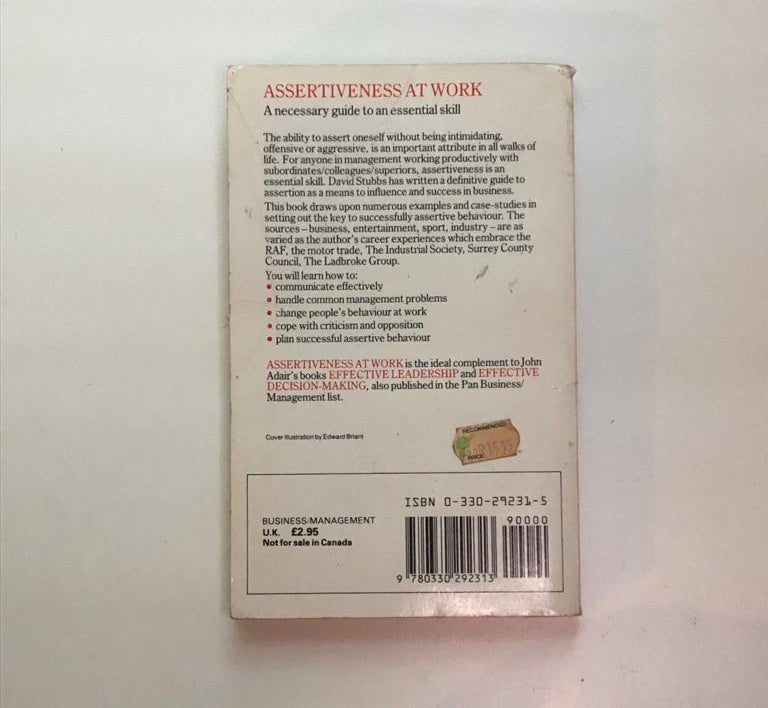 ASSERTIVENESS AT WORK
A necessary guide to an essential skill
The ability to assert oneself without being intimidating,
offensive or aggressive, is an important attribute in all walks of
life. For anyone in management working productively with
subordinates/colleagues/superiors, assertiveness is an
essential skill. David Stubbs has written a definitive guide to
assertion as a means to influence and success in business.
This book draws upon numerous examples and case-studies in
setting out the key to successfully assertive behaviour. The
sources – business, entertainment, sport, industry – are as
varied as the author's career experiences which embrace the
RAF, the motor trade, The Industrial Society, Surrey County
Council, The Ladbroke Group.
You will learn how to:
• communicate effectively
• handle common management problems
• change people's behaviour at work
• cope with criticism and opposition
• plan successful assertive behaviour
ASSERTIVENESS AT WORK is the ideal complement to John
Adair's books EFFECTIVE LEADERSHIP and EFFECTIVE
DECISION-MAKING, also published in the Pan Business/
Management list.
Cover illustration by Edward Briant
RECOMMENDED
PRICE
ISBN 0-330-29231-5
90000
BUSINESS/MANAGEMENT
U.K. £2.95
Not for sale in Canada
9 780330 292313